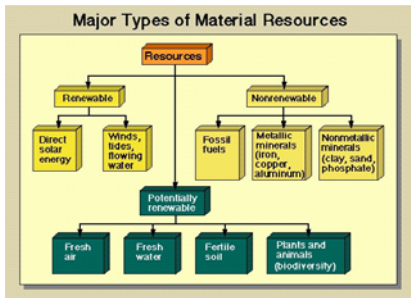 Major Types of Material Resources
Resources
Renewable
Nonrenewable
Direct
solar
energy
Winds,
tides,
flowing
water
Fossil
fuels
Metallic
minerals
(iron,
copper,
aluminum)
Nonmetallic
minerals
(clay, sand,
phosphate)
Potentially
renewable
Fresh
air
Fresh
water
Fertile
soil
Plants and
animals
(biodiversity)